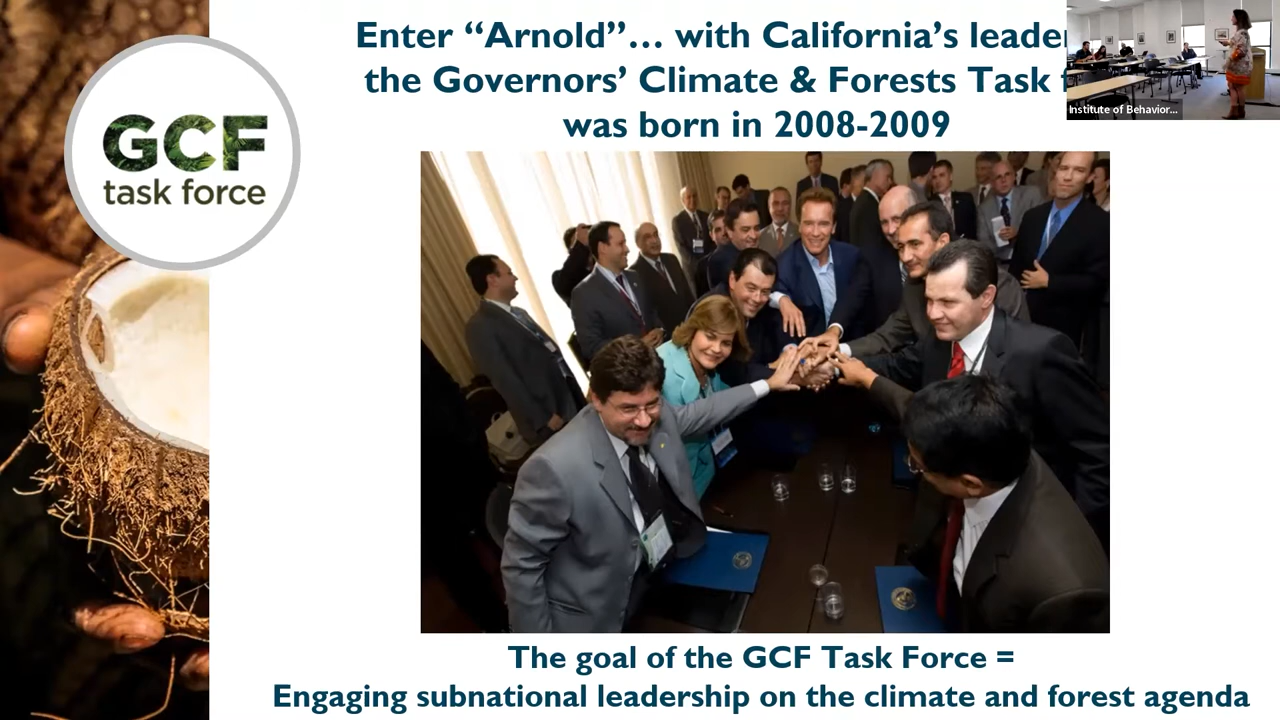 Enter “Arnold”… with California’s
the Governors’ Climate & Forests Task
was born in 2008-2009
Institute of Behavior...
GCF
task force
The goal of the GCF Task Force =
Engaging subnational leadership on the climate and forest agenda